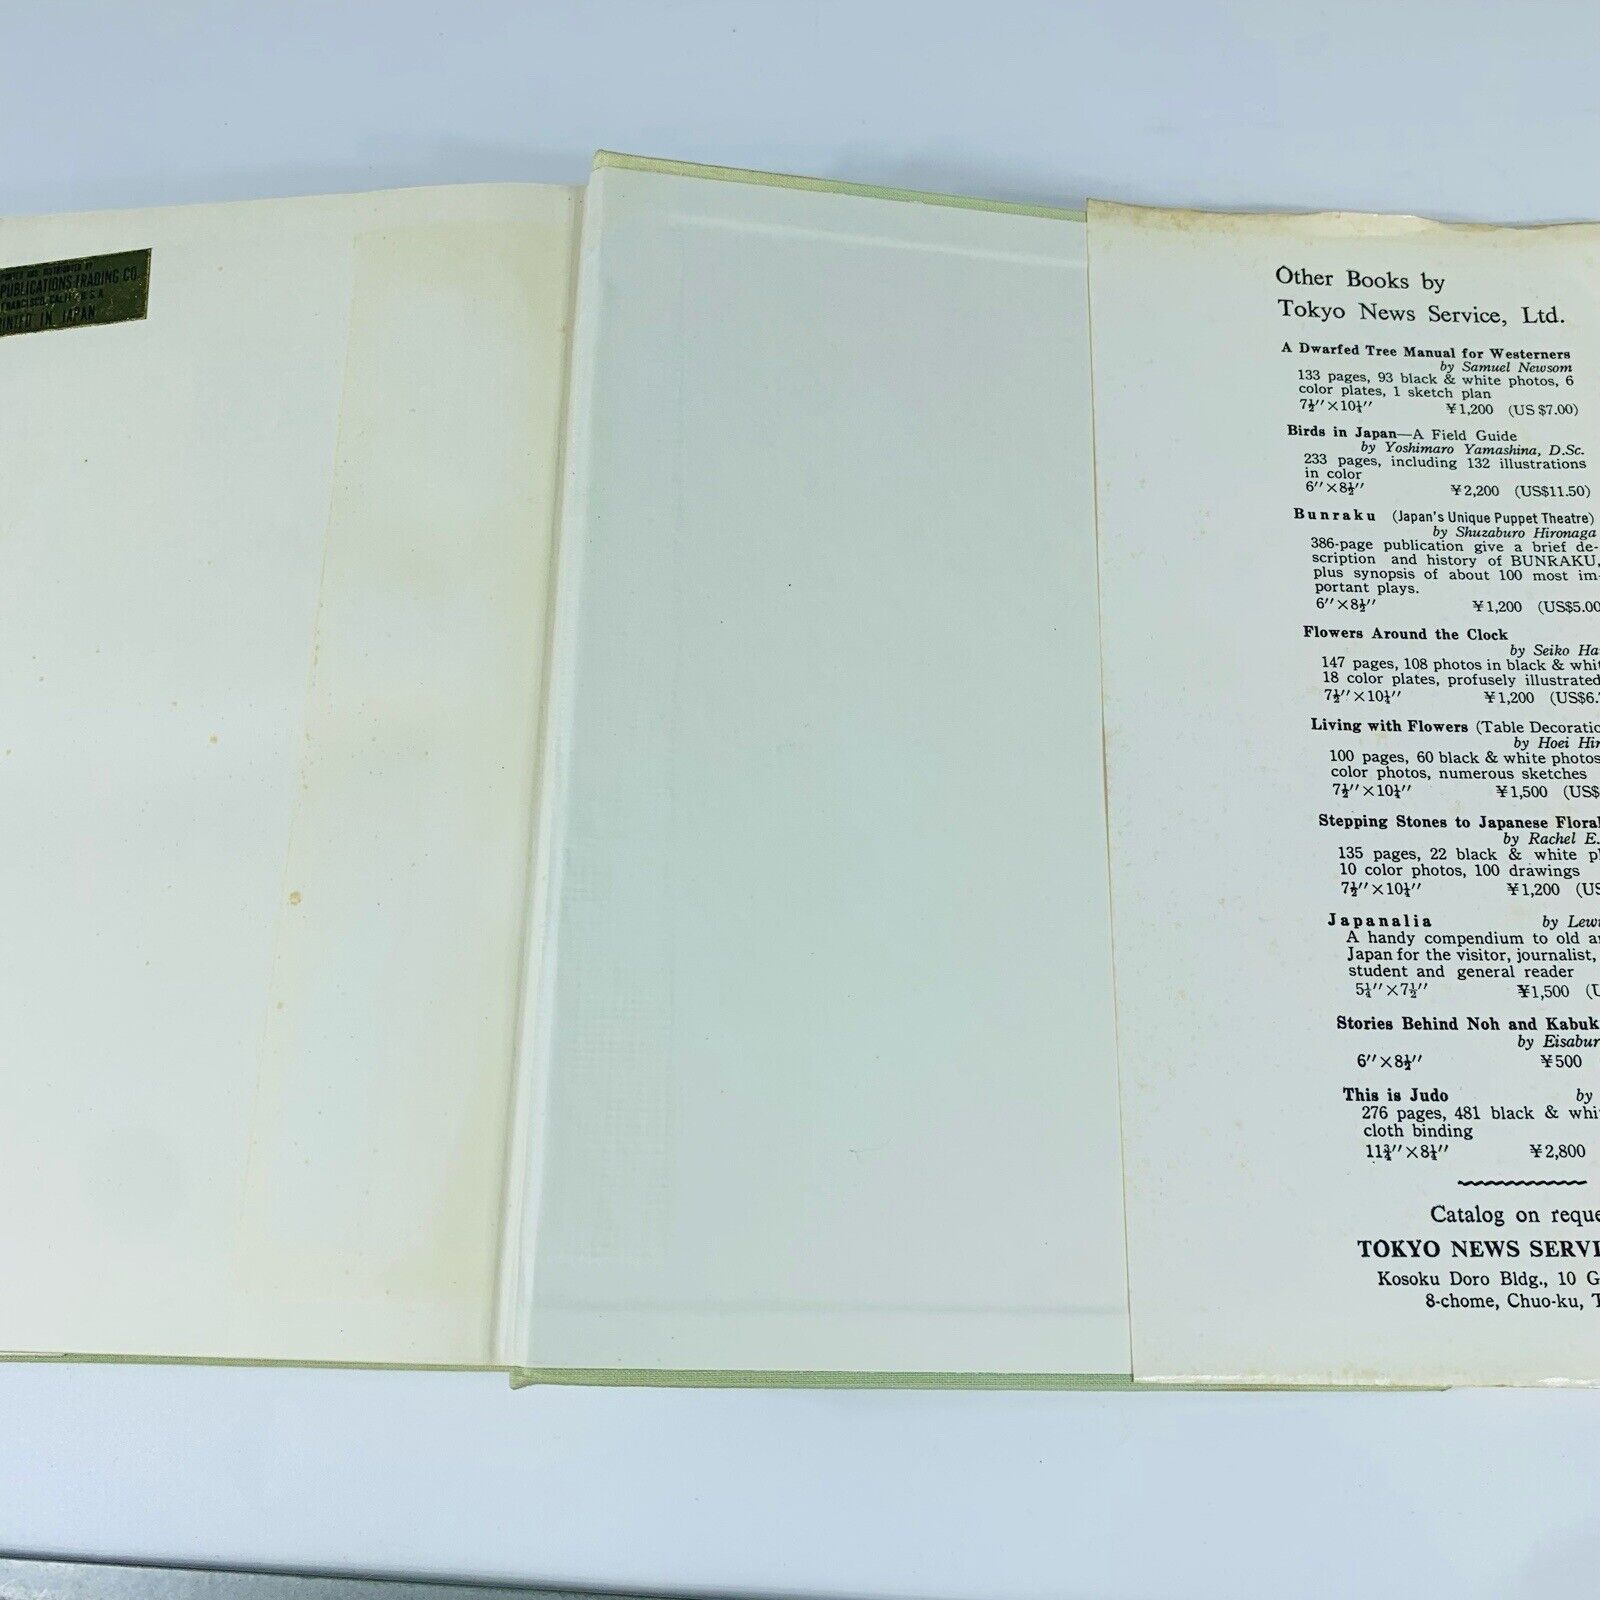 PUBLICATIONS TRADING CO.
FRANCISCO, CALIF. U.S.A.
PRINTED IN JAPAN
Other Books by
Tokyo News Service, Ltd.
A Dwarfed Tree Manual for Westerners
by Samuel Newsom
133 pages, 93 black & white photos, 6
color plates, 1 sketch plan
7½″×10¼″ ¥1,200 (US $7.00)
Birds in Japan—A Field Guide
by Yoshimaro Yamashina, D.Sc.
233 pages, including 132 illustrations
in color
6″×8½″ ¥2,200 (US$11.50)
Bunraku (Japan's Unique Puppet Theatre)
by Shuzaburo Hironaga
386-page publication give a brief de-
scription and history of BUNRAKU,
plus synopsis of about 100 most im-
portant plays.
6″×8½″ ¥1,200 (US$5.00
Flowers Around the Clock
by Seiko
147 pages, 108 photos in black &
18 color plates, profusely illustrated
7½″×10¼″ ¥1,200 (US$6.
Living with Flowers (Table
by Hoei
100 pages, 60 black & white photos
color photos, numerous sketches
7½″×10¼″ ¥1,500 (US$
Stepping Stones to Japanese Floral
by Rachel E.
135 pages, 22 black & white
10 color photos, 100 drawings
7½″×10¼″ ¥1,200
Japanalia by
A handy compendium to old
Japan for the visitor, journalist,
student and general reader
5¼″×7½″ ¥1,500
Stories Behind Noh and
by
6″×8½″ ¥500
This is Judo by
276 pages, 481 black &
cloth binding
11¾″×8¼″ ¥2,800
Catalog on
TOKYO NEWS
Kosoku Doro Bldg., 10
8-chome, Chuo-ku,